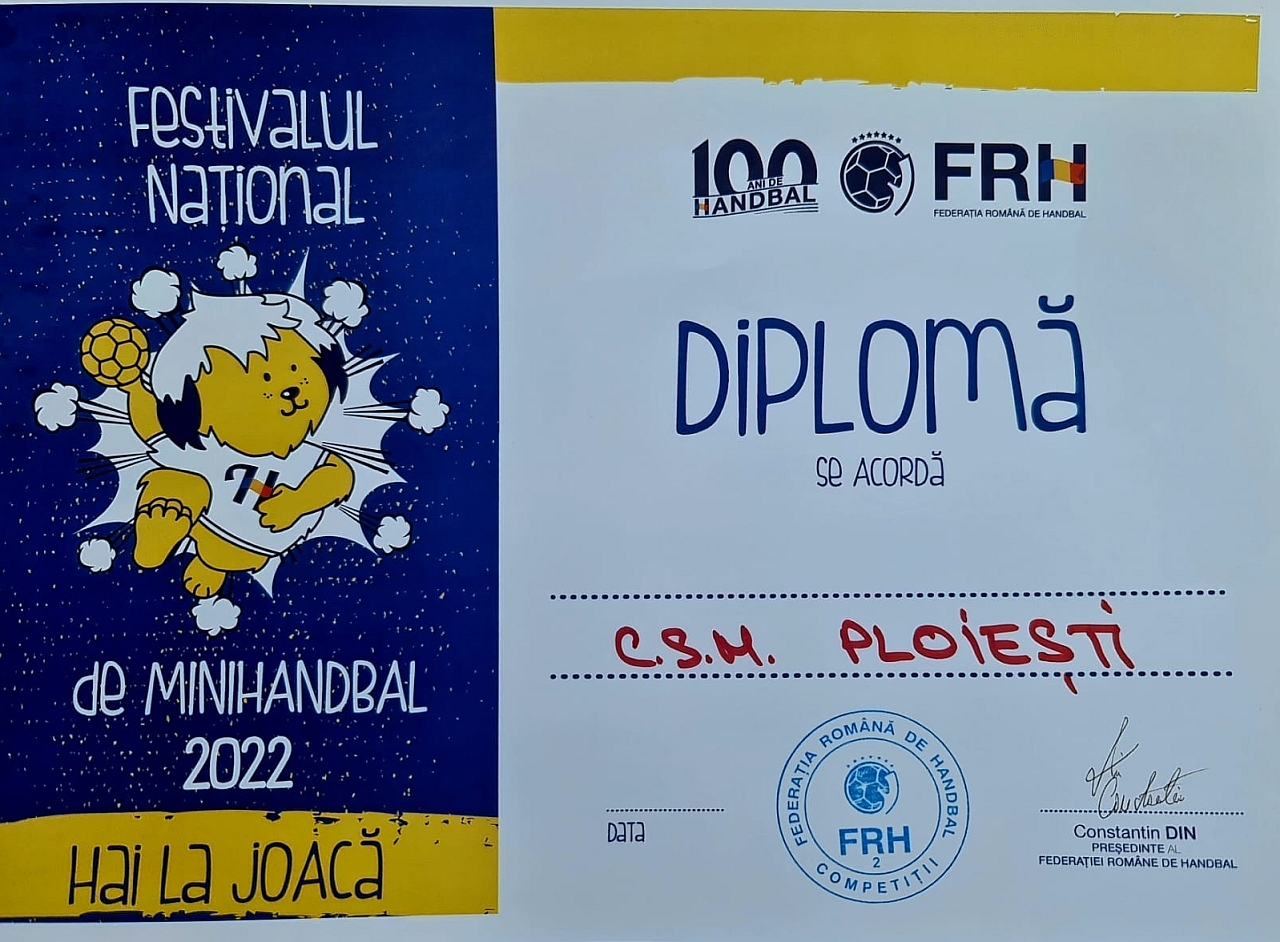 Festivalul
Național
de MINIHANDBAL
2022
Hai La JOACă
100
ANI DE
HANDBAL
FRH
FEDERAȚIA ROMÂNĂ DE HANDBAL
DIPLOMă
se ACORDă
C.S.M. PLOIEȘTI
DATA
FEDERAȚIA ROMÂNĂ DE HANDBAL
FRH
2
COMPETIȚII
Constantin DIN
PREȘEDINTE AL
FEDERAȚIEI ROMÂNE DE HANDBAL